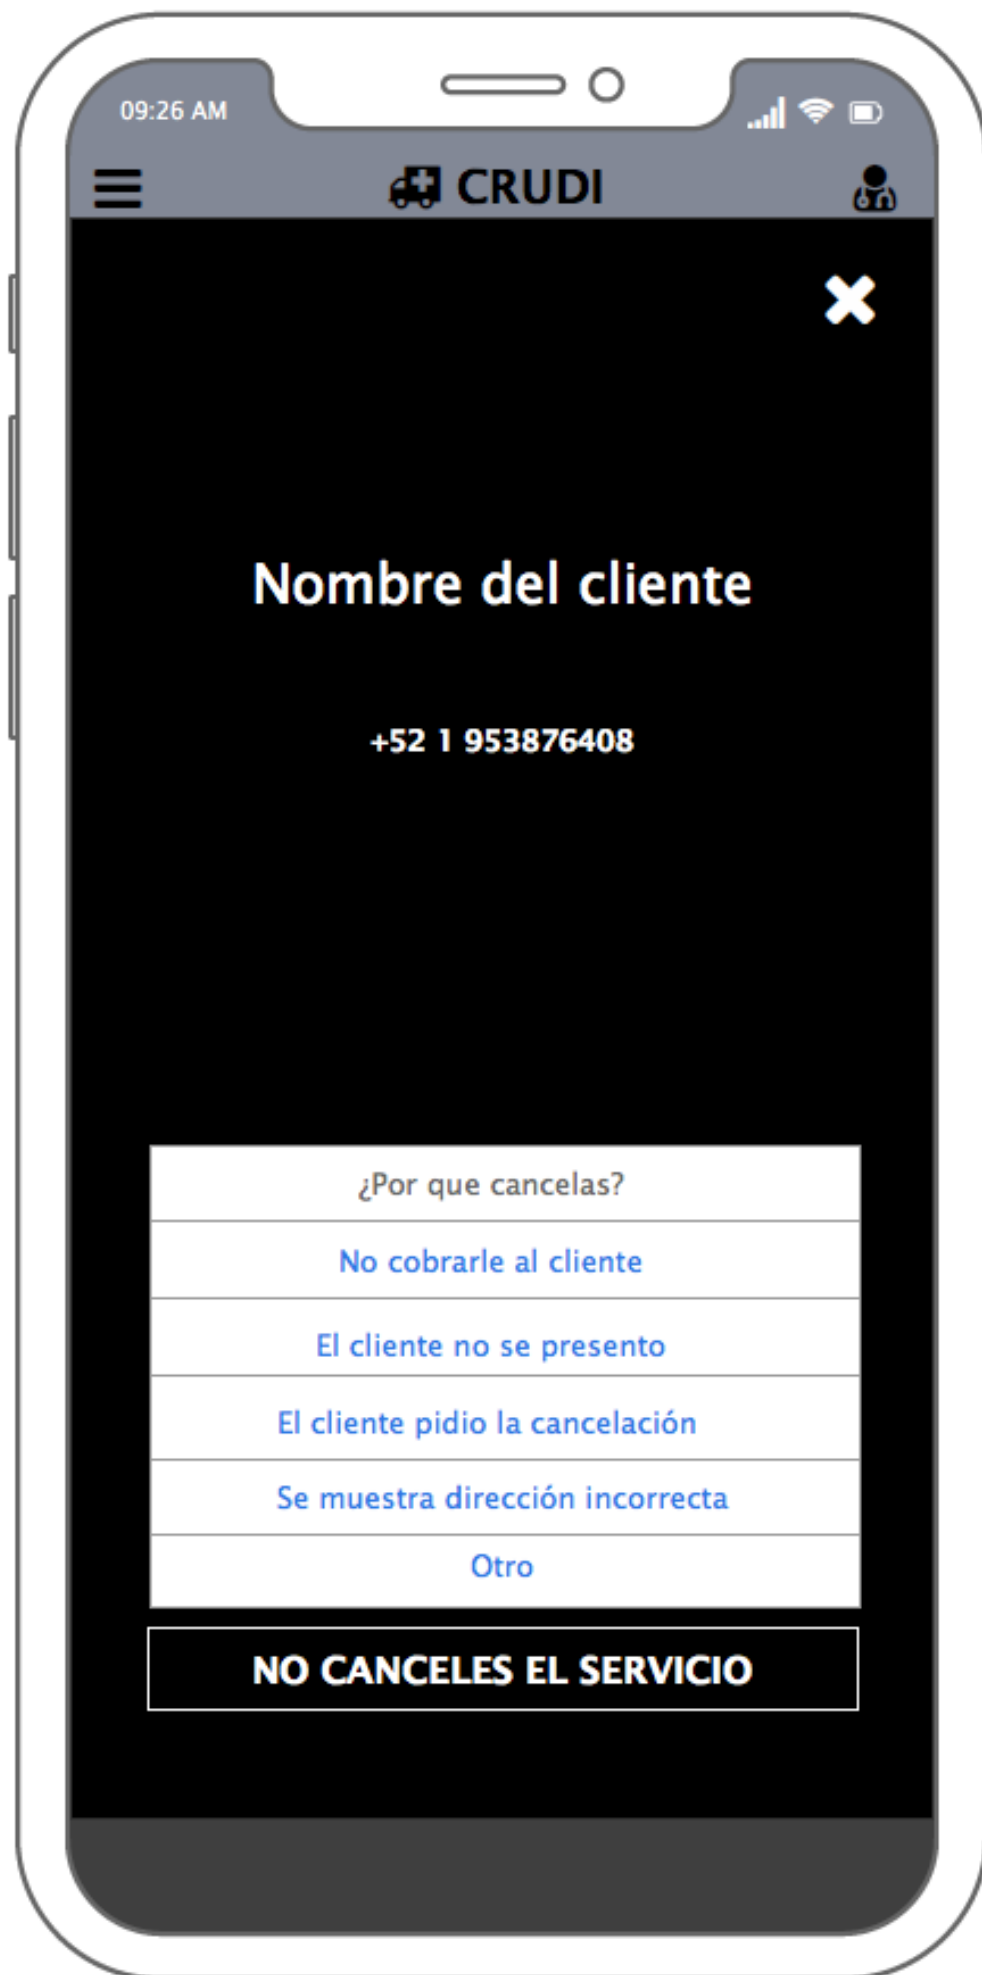 09:26 AM
CRUDI
Nombre del cliente
+52 1 953876408
¿Por que cancelas?
No cobrarle al cliente
El cliente no se presento
El cliente pidio la cancelación
Se muestra dirección incorrecta
Otro
NO CANCELES EL SERVICIO